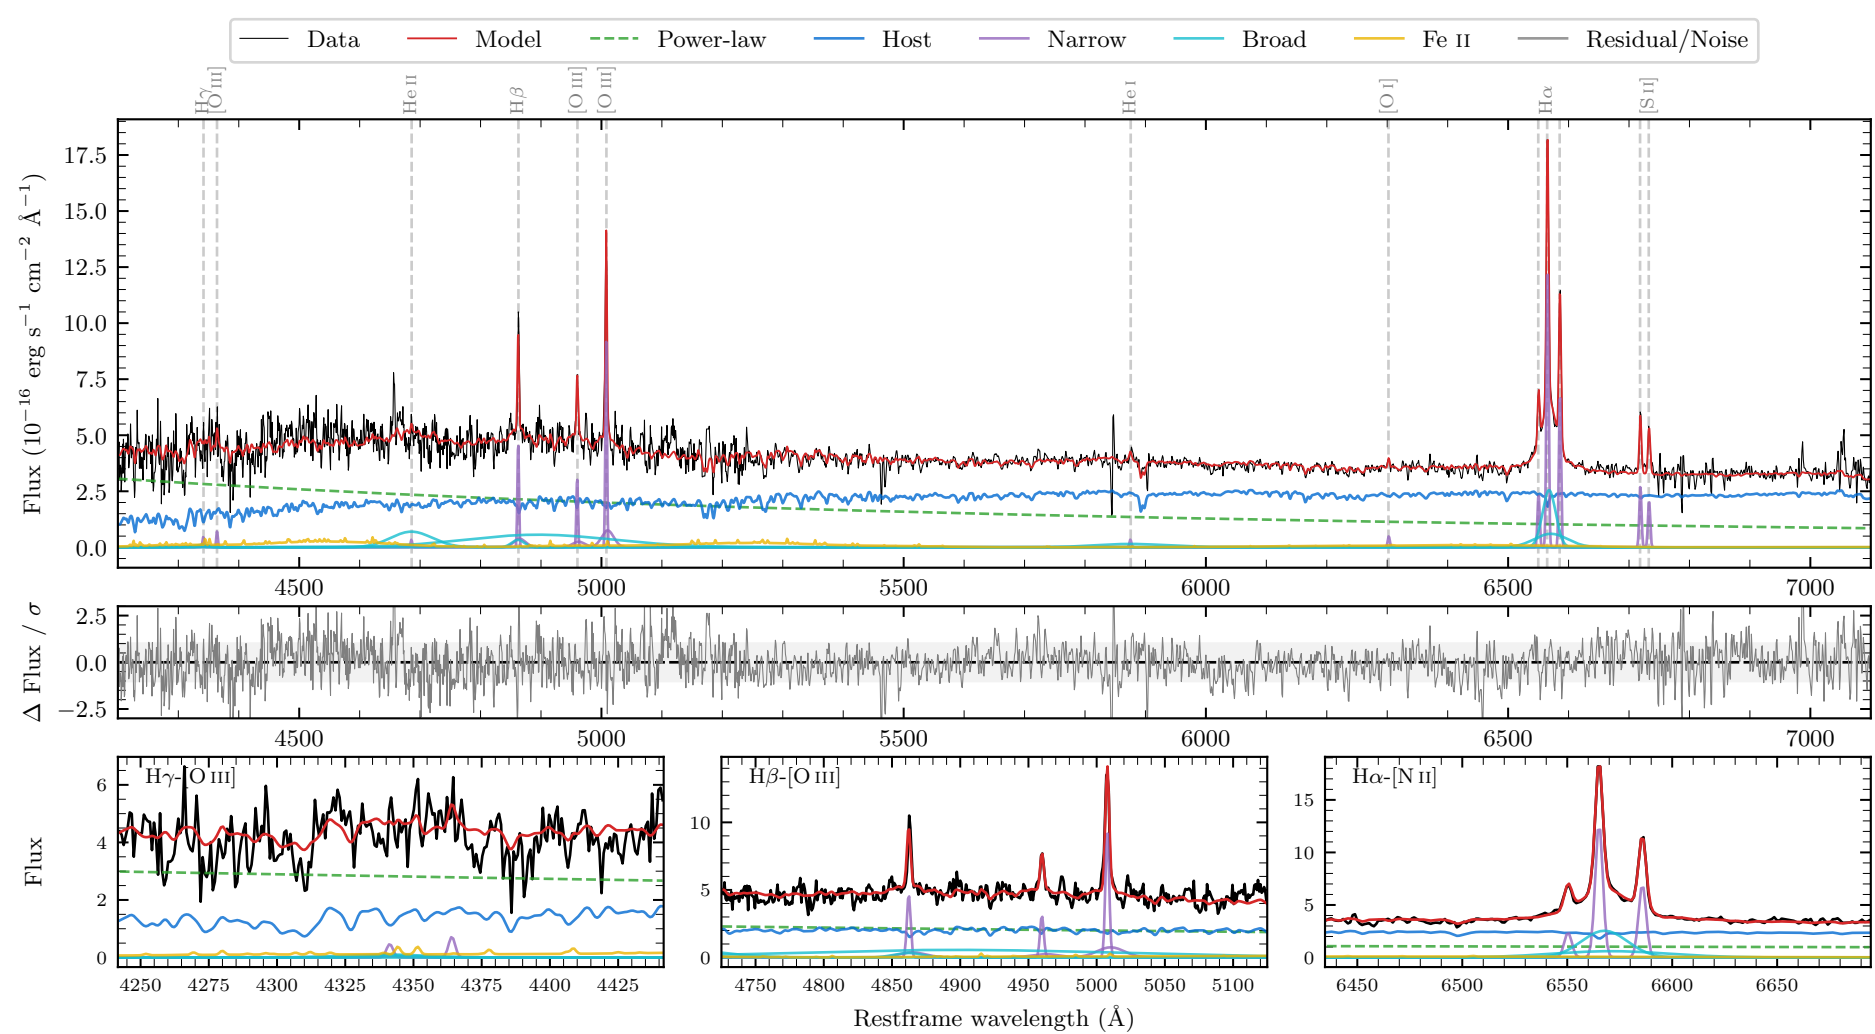 Data Model Power-law Host Narrow Broad Fe II Residual/Noise
Hγ [O III] He II Hβ [O III] [O III] He I [O I] Hα [S II]
Flux (10⁻¹⁶ erg s⁻¹ cm⁻² Å⁻¹)
17.5
15.0
12.5
10.0
7.5
5.0
2.5
0.0
4500 5000 5500 6000 6500 7000
Δ Flux / σ
2.5
0.0
−2.5
4500 5000 5500 6000 6500 7000
Flux
Hγ-[O III]
6
4
2
0
4250 4275 4300 4325 4350 4375 4400 4425
Hβ-[O III]
10
5
0
4750 4800 4850 4900 4950 5000 5050 5100
Hα-[N II]
15
10
5
0
6450 6500 6550 6600 6650
Restframe wavelength (Å)